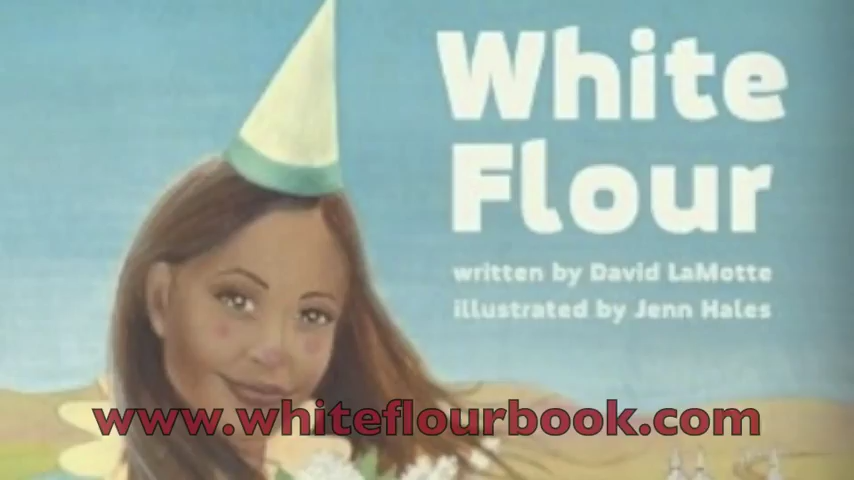 White
Flour
written by David LaMotte
illustrated by Jenn Hales
www.whiteflourbook.com